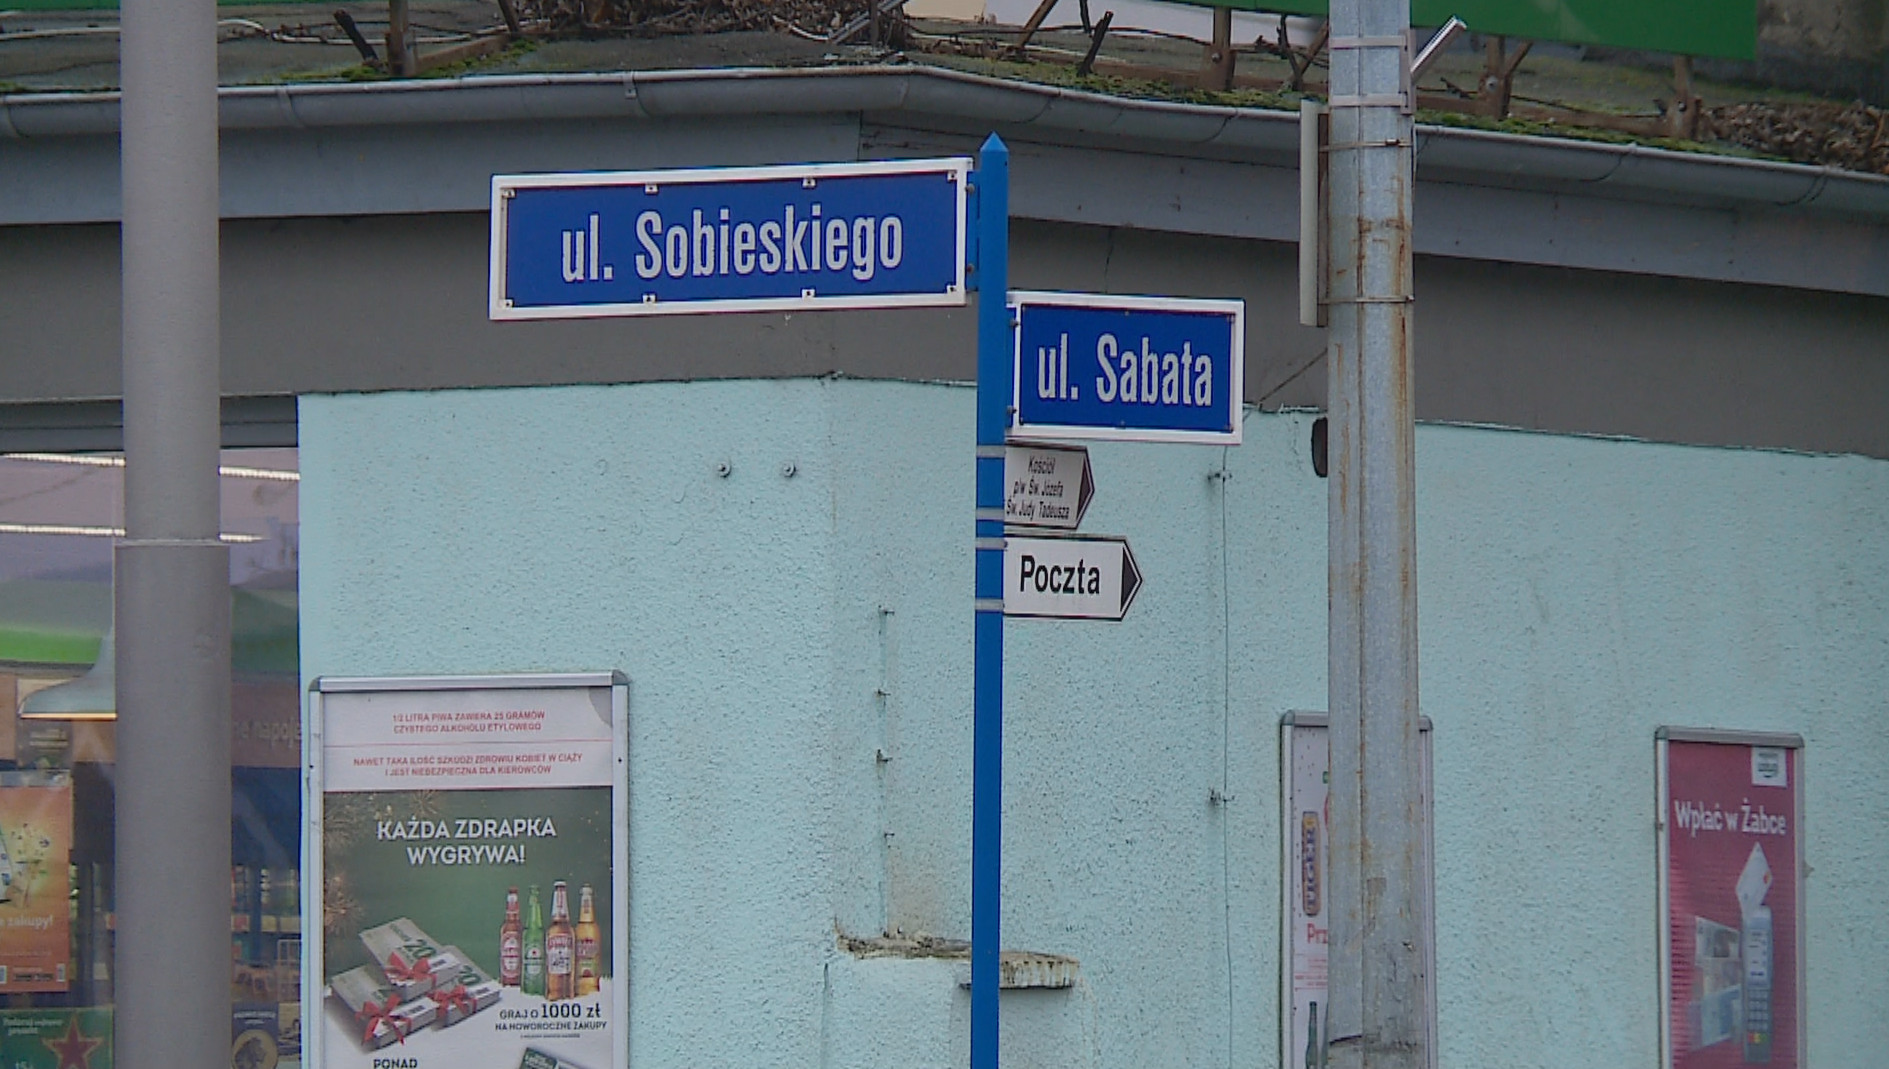 ul. Sobieskiego
ul. Sabata
Kościół
p/w Św. Józefa
Św. Judy Tadeusza
Poczta
1/2 LITRA PIWA ZAWIERA 25 GRAMÓW
CZYSTEGO ALKOHOLU ETYLOWEGO
NAWET TAKA ILOŚĆ SZKODZI ZDROWIU KOBIET W CIĄŻY
I JEST NIEBEZPIECZNA DLA KIEROWCÓW
KAŻDA ZDRAPKA
WYGRYWA!
GRAJ O 1000 zł
NA NOWOROCZNE ZAKUPY
PONAD
zakupy!
TIGER
Wpłać w Żabce